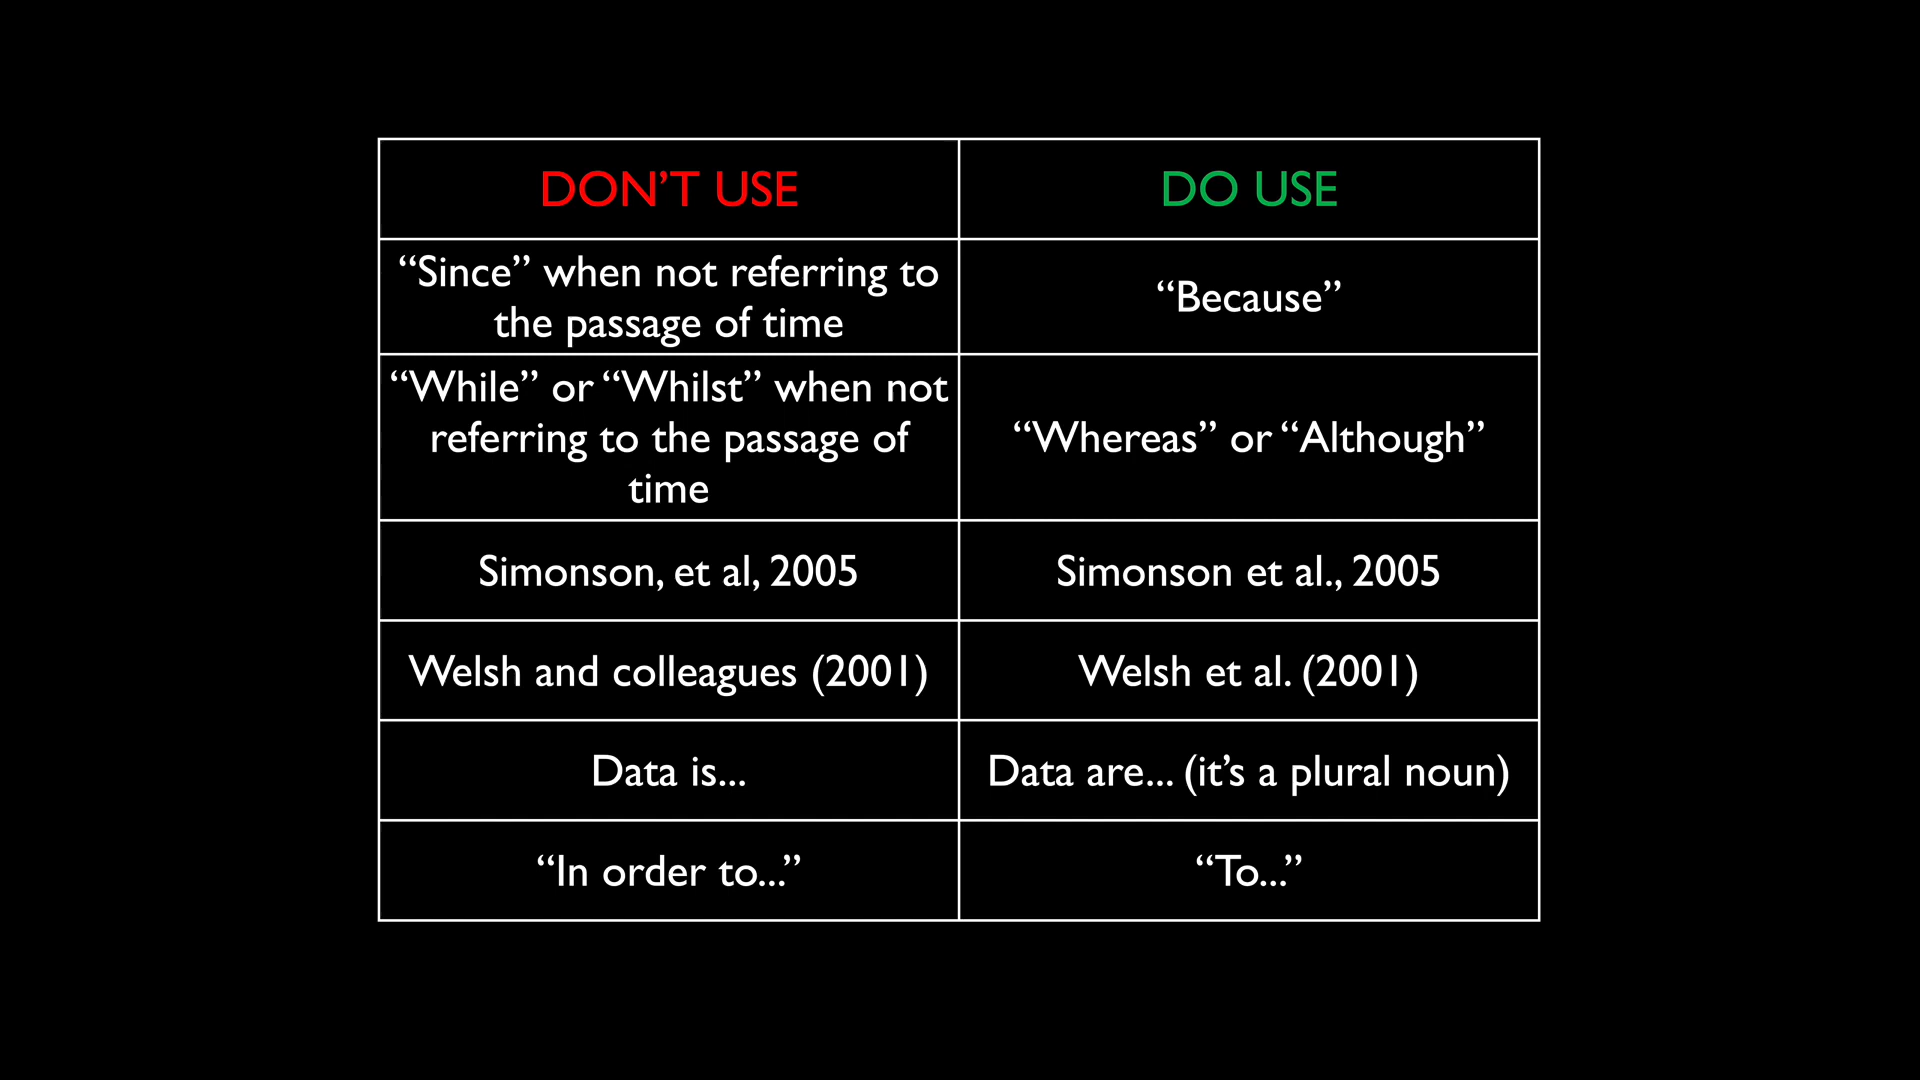 DON’T USE
DO USE
“Since” when not referring to
the passage of time
“Because”
“While” or “Whilst” when not
referring to the passage of
time
“Whereas” or “Although”
Simonson, et al, 2005
Simonson et al., 2005
Welsh and colleagues (2001)
Welsh et al. (2001)
Data is...
Data are... (it’s a plural noun)
“In order to...”
“To...”